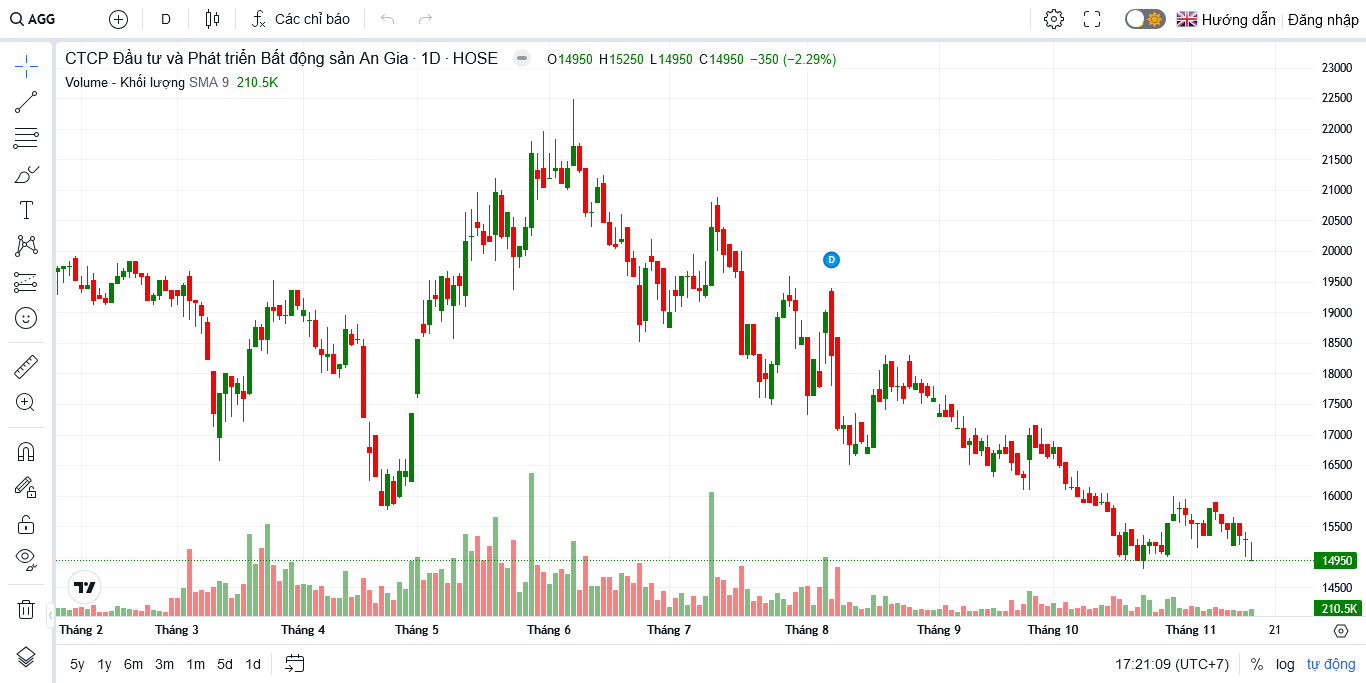 AGG D Các chỉ báo Hướng dẫn Đăng nhập
CTCP Đầu tư và Phát triển Bất động sản An Gia · 1D · HOSE O14950 H15250 L14950 C14950 −350 (−2.29%)
Volume - Khối lượng SMA 9 210.5K
23000
22500
22000
21500
21000
20500
20000
19500
19000
18500
18000
17500
17000
16500
16000
15500
14950
14500
210.5K
D
Tháng 2 Tháng 3 Tháng 4 Tháng 5 Tháng 6 Tháng 7 Tháng 8 Tháng 9 Tháng 10 Tháng 11 21
5y 1y 6m 3m 1m 5d 1d 17:21:09 (UTC+7) % log tự động